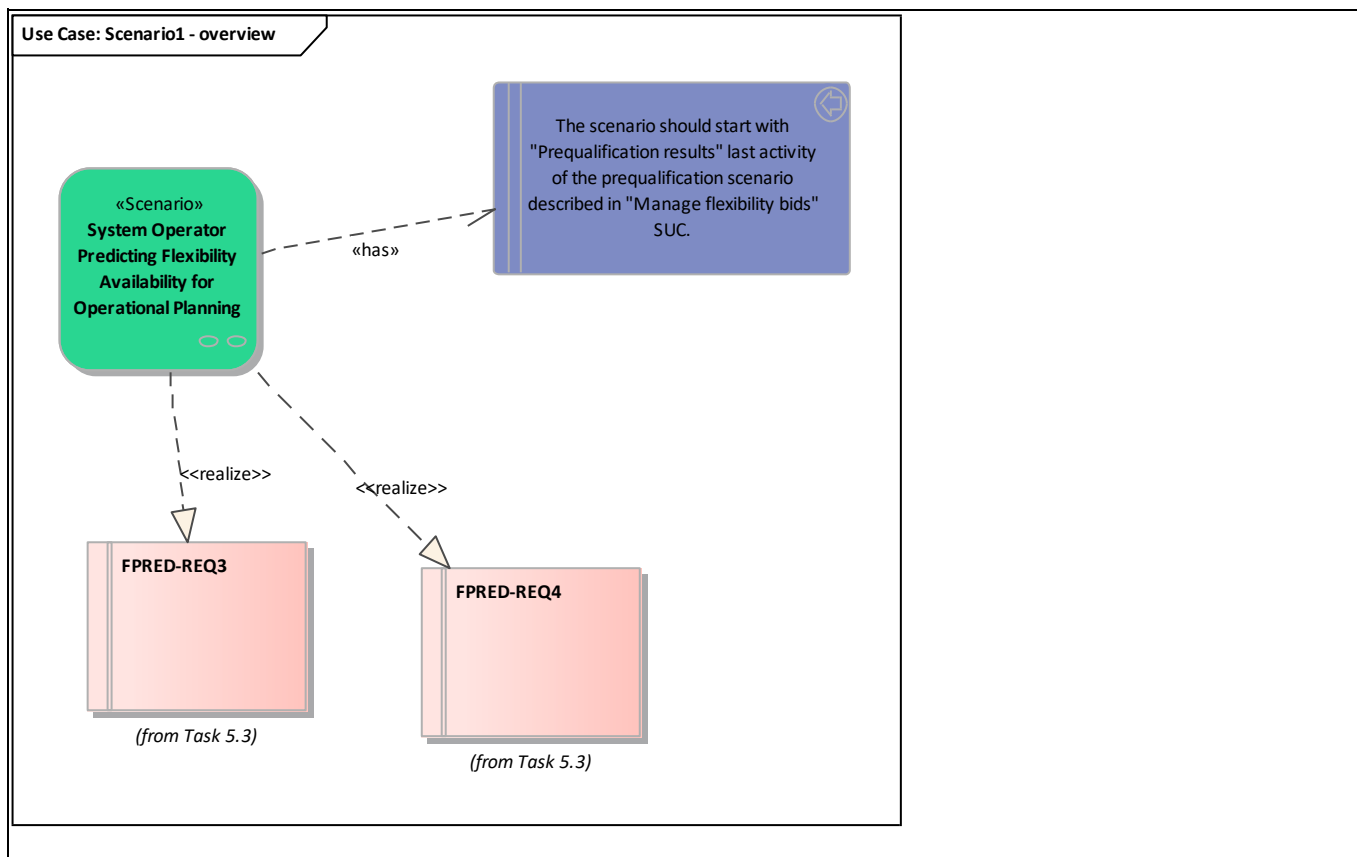 Use Case: Scenario1 - overview
The scenario should start with
"Prequalification results" last activity
of the prequalification scenario
described in "Manage flexibility bids"
SUC.
«Scenario»
System Operator
Predicting Flexibility
Availability for
Operational Planning
«has»
<<realize>>
<<realize>>
FPRED-REQ3
FPRED-REQ4
(from Task 5.3)
(from Task 5.3)